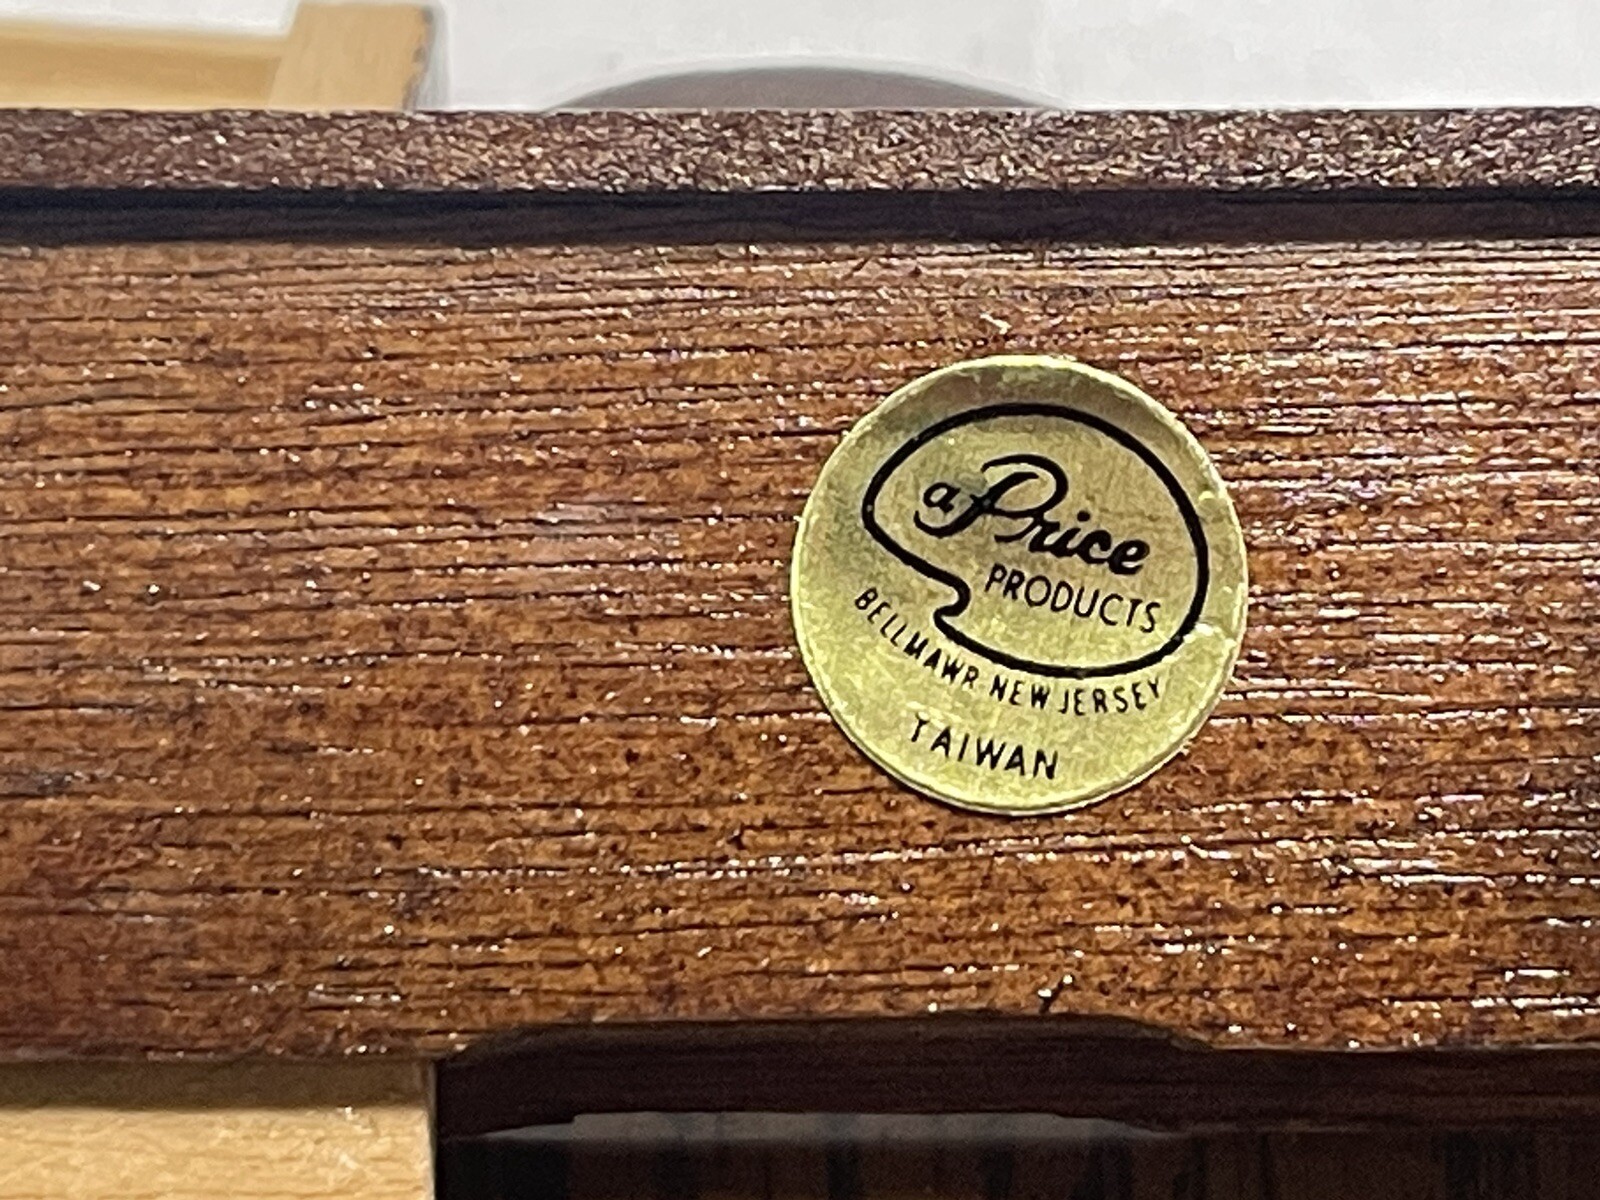 a Price
PRODUCTS
BELLMAWR NEW JERSEY
TAIWAN